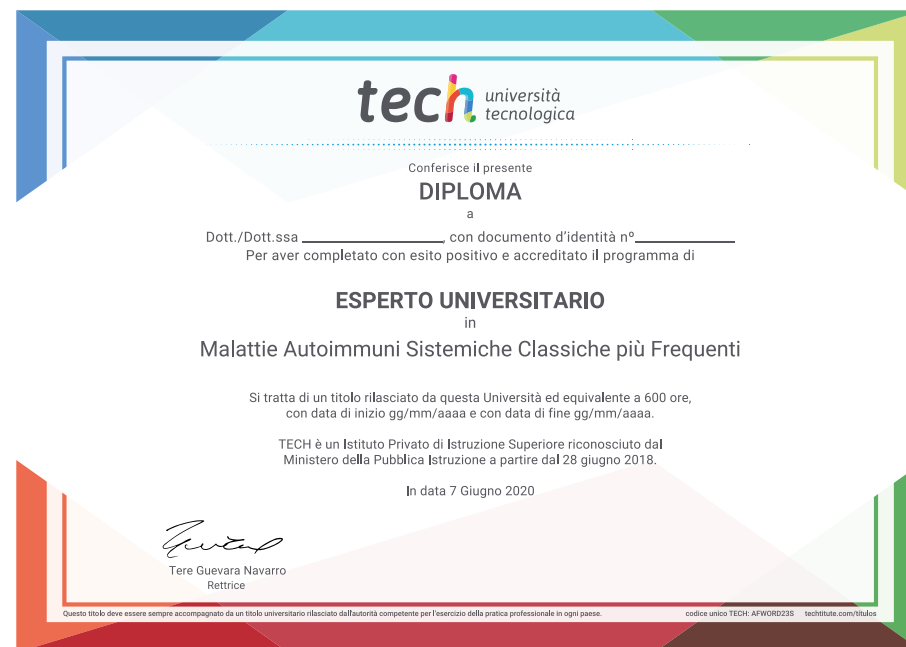 tech università
tecnologica
Conferisce il presente
DIPLOMA
a
Dott./Dott.ssa ____________________, con documento d'identità nº______________
Per aver completato con esito positivo e accreditato il programma di
ESPERTO UNIVERSITARIO
in
Malattie Autoimmuni Sistemiche Classiche più Frequenti
Si tratta di un titolo rilasciato da questa Università ed equivalente a 600 ore,
con data di inizio gg/mm/aaaa e con data di fine gg/mm/aaaa.
TECH è un Istituto Privato di Istruzione Superiore riconosciuto dal
Ministero della Pubblica Istruzione a partire dal 28 giugno 2018.
In data 7 Giugno 2020
Tere Guevara Navarro
Rettrice
Questo titolo deve essere sempre accompagnato da un titolo universitario rilasciato dall'autorità competente per l'esercizio della pratica professionale in ogni paese. codice unico TECH: AFWORD23S techtitute.com/titulos